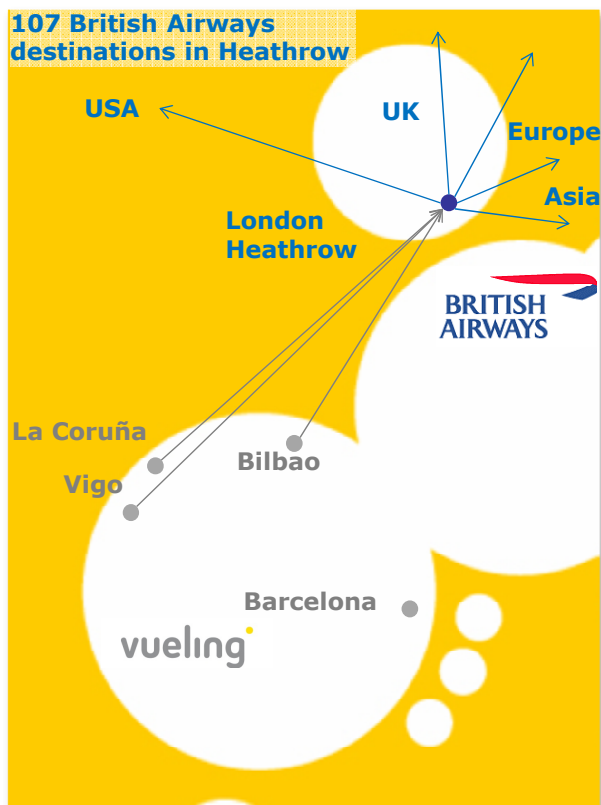 107 British Airways
destinations in Heathrow
USA
UK
Europe
Asia
London
Heathrow
BRITISH
AIRWAYS
La Coruña
Bilbao
Vigo
Barcelona
vueling